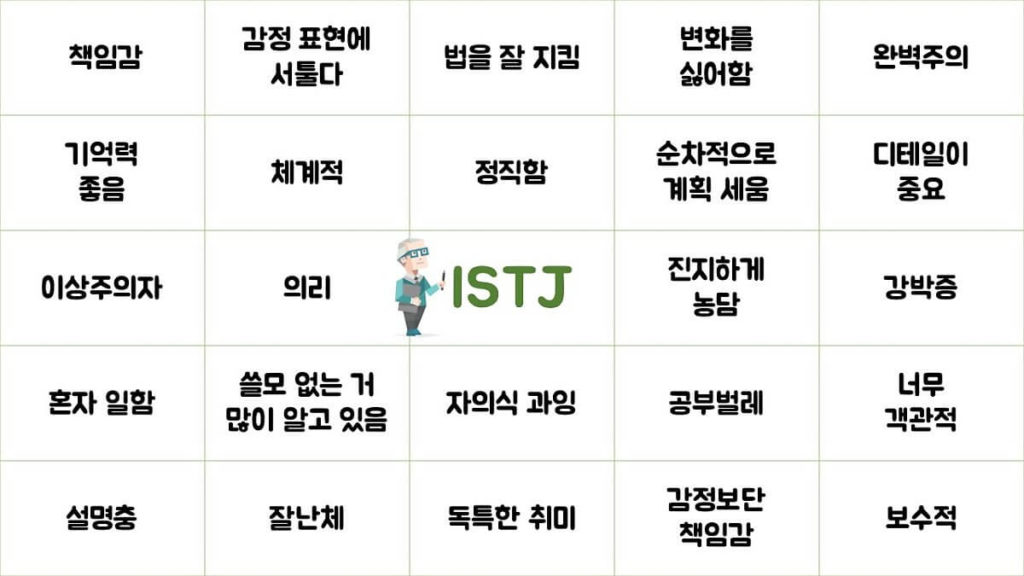 책임감
감정 표현에
서툴다
법을 잘 지킴
변화를
싫어함
완벽주의
기억력
좋음
체계적
정직함
순차적으로
계획 세움
디테일이
중요
이상주의자
의리
ISTJ
진지하게
농담
강박증
혼자 일함
쓸모 없는 거
많이 알고 있음
자의식 과잉
공부벌레
너무
객관적
설명충
잘난체
독특한 취미
감정보단
책임감
보수적